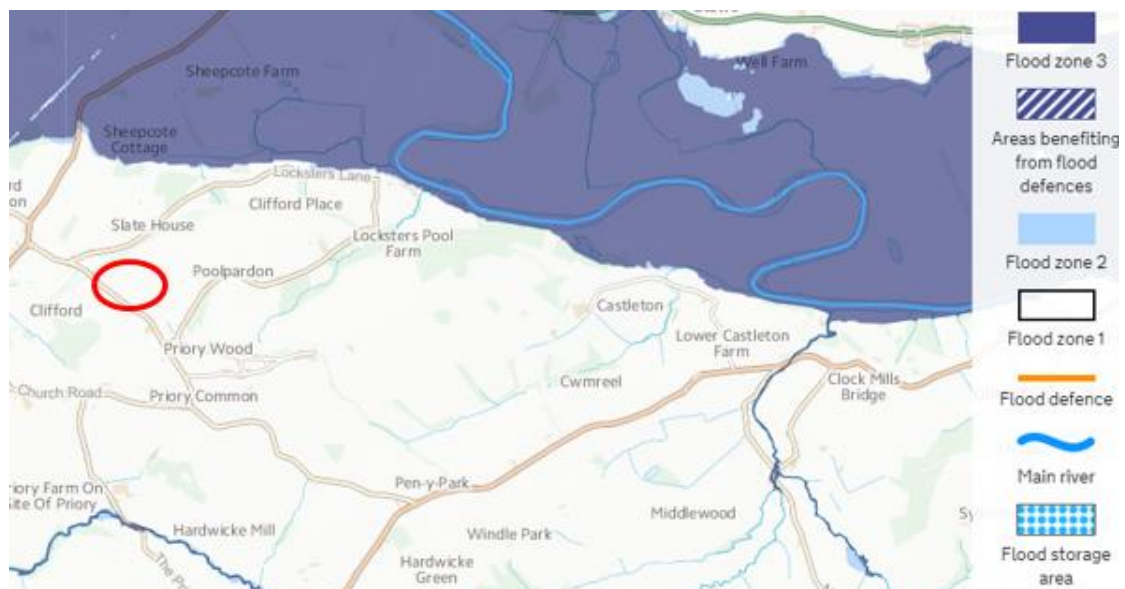 Well Farm
Sheepcote Farm
Sheepcote
Cottage
Locksters Lane
Clifford Place
Slate House
Locksters Pool
Farm
Poolpardon
Clifford
Castleton
Lower Castleton
Farm
Priory Wood
Cwmreel
Clock Mills
Bridge
Church Road
Priory Common
Pen-y-Park
iory Farm On
ite Of Priory
Middlewood
Hardwicke Mill
Windle Park
Hardwicke
Green
Flood zone 3
Areas benefiting
from flood
defences
Flood zone 2
Flood zone 1
Flood defence
Main river
Flood storage
area